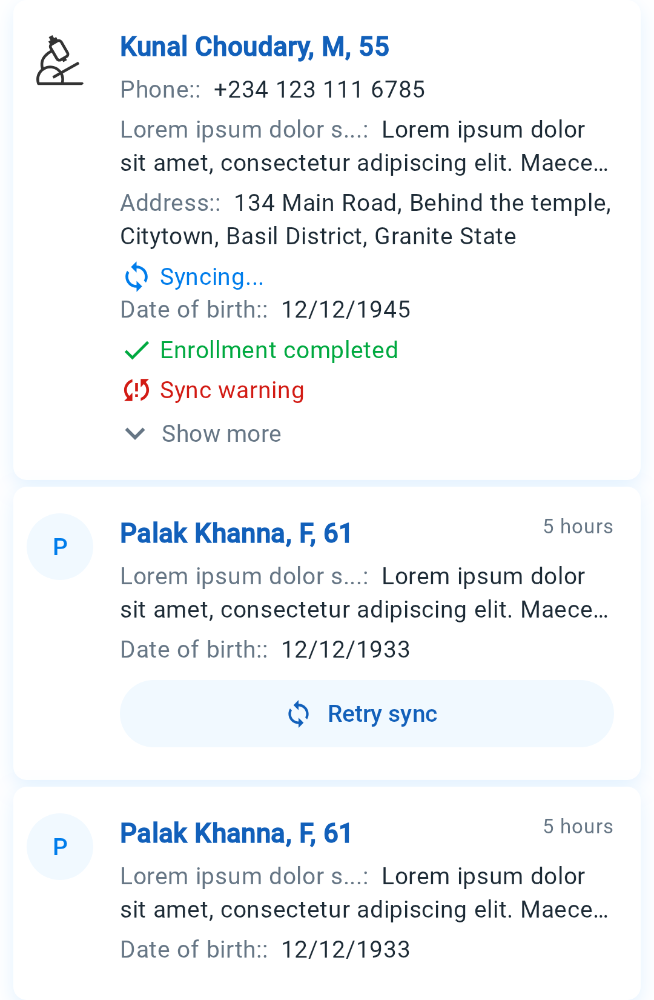 Kunal Choudary, M, 55
Phone:: +234 123 111 6785
Lorem ipsum dolor s...: Lorem ipsum dolor
sit amet, consectetur adipiscing elit. Maece...
Address:: 134 Main Road, Behind the temple,
Citytown, Basil District, Granite State
Syncing...
Date of birth:: 12/12/1945
Enrollment completed
Sync warning
Show more
P
Palak Khanna, F, 61
5 hours
Lorem ipsum dolor s...: Lorem ipsum dolor
sit amet, consectetur adipiscing elit. Maece...
Date of birth:: 12/12/1933
Retry sync
P
Palak Khanna, F, 61
5 hours
Lorem ipsum dolor s...: Lorem ipsum dolor
sit amet, consectetur adipiscing elit. Maece...
Date of birth:: 12/12/1933